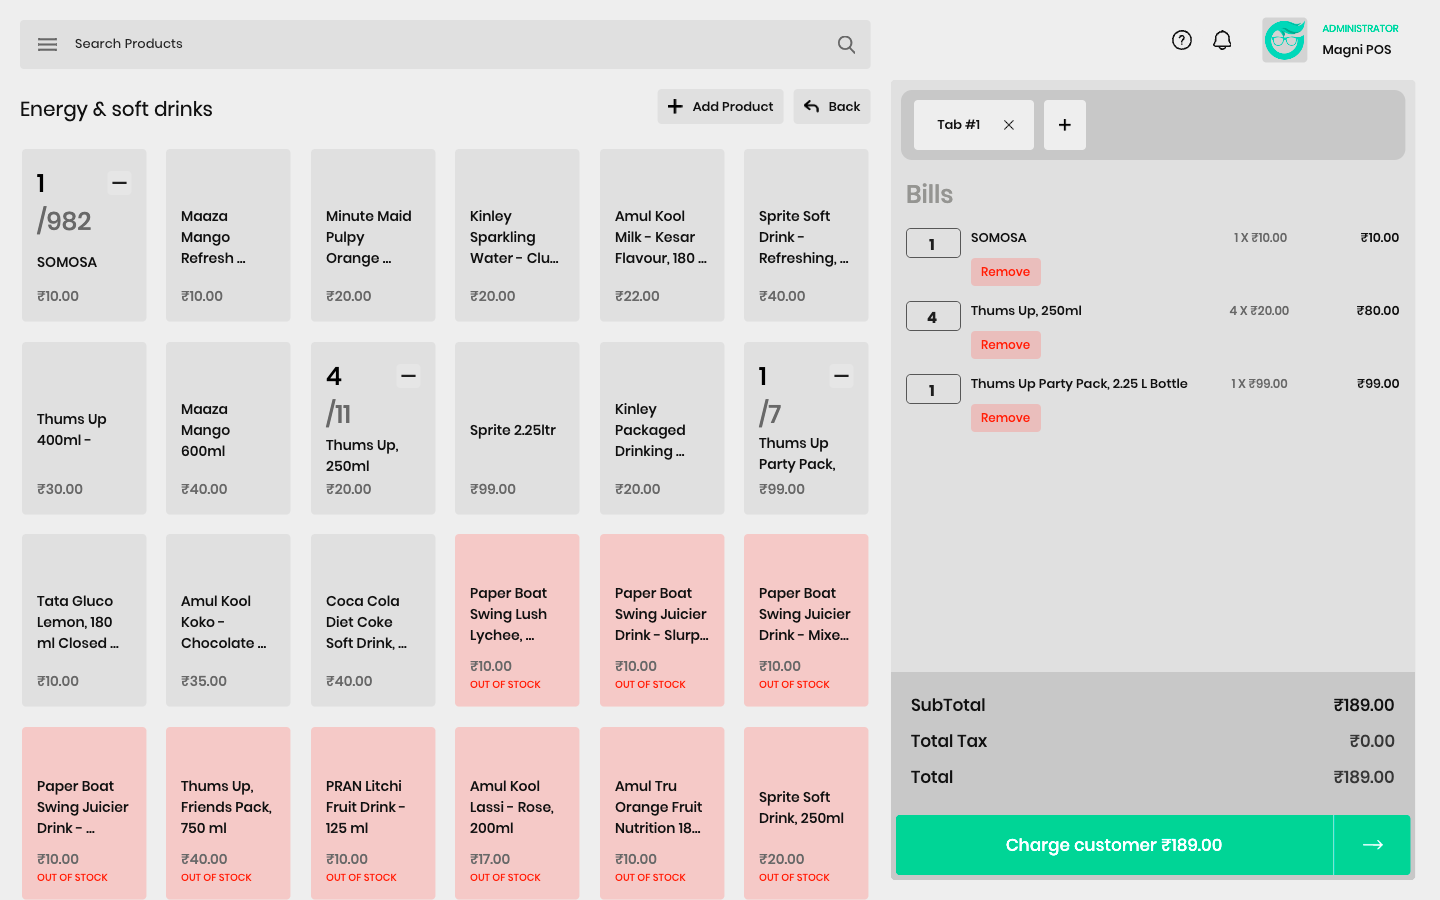 Search Products
ADMINISTRATOR
Magni POS
Energy & soft drinks
Add Product
Back
1
/982
SOMOSA
₹10.00
Maaza
Mango
Refresh ...
₹10.00
Minute Maid
Pulpy
Orange ...
₹20.00
Kinley
Sparkling
Water - Clu...
₹20.00
Amul Kool
Milk - Kesar
Flavour, 180 ...
₹22.00
Sprite Soft
Drink -
Refreshing, ...
₹40.00
Thums Up
400ml -
₹30.00
Maaza
Mango
600ml
₹40.00
4
/11
Thums Up,
250ml
₹20.00
Sprite 2.25ltr
₹99.00
Kinley
Packaged
Drinking ...
₹20.00
1
/7
Thums Up
Party Pack,
₹99.00
Tata Gluco
Lemon, 180
ml Closed ...
₹10.00
Amul Kool
Koko -
Chocolate ...
₹35.00
Coca Cola
Diet Coke
Soft Drink, ...
₹40.00
Paper Boat
Swing Lush
Lychee, ...
₹10.00
OUT OF STOCK
Paper Boat
Swing Juicier
Drink - Slurp...
₹10.00
OUT OF STOCK
Paper Boat
Swing Juicier
Drink - Mixe...
₹10.00
OUT OF STOCK
Paper Boat
Swing Juicier
Drink - ...
₹10.00
OUT OF STOCK
Thums Up,
Friends Pack,
750 ml
₹40.00
OUT OF STOCK
PRAN Litchi
Fruit Drink -
125 ml
₹10.00
OUT OF STOCK
Amul Kool
Lassi - Rose,
200ml
₹17.00
OUT OF STOCK
Amul Tru
Orange Fruit
Nutrition 18...
₹10.00
OUT OF STOCK
Sprite Soft
Drink, 250ml
₹20.00
OUT OF STOCK
Tab #1
Bills
1 SOMOSA 1 X ₹10.00 ₹10.00
Remove
4 Thums Up, 250ml 4 X ₹20.00 ₹80.00
Remove
1 Thums Up Party Pack, 2.25 L Bottle 1 X ₹99.00 ₹99.00
Remove
SubTotal ₹189.00
Total Tax ₹0.00
Total ₹189.00
Charge customer ₹189.00